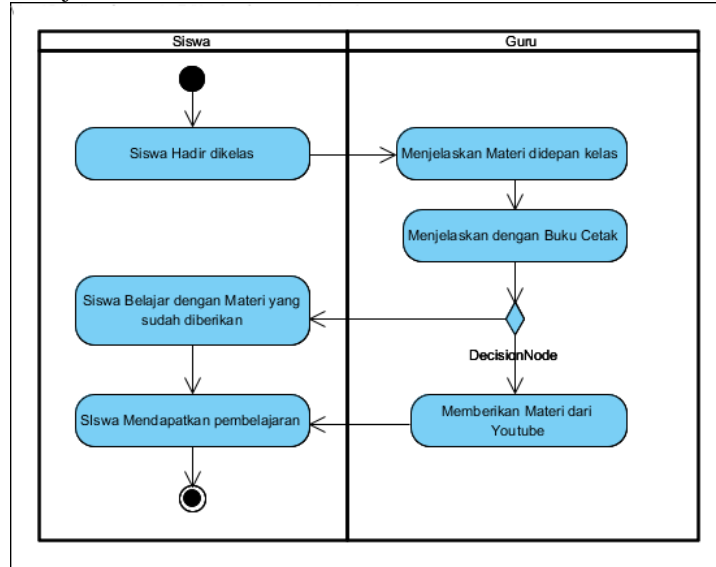 Siswa
Guru
Siswa Hadir dikelas
Menjelaskan Materi didepan kelas
Menjelaskan dengan Buku Cetak
Siswa Belajar dengan Materi yang
sudah diberikan
DecisionNode
SIswa Mendapatkan pembelajaran
Memberikan Materi dari
Youtube